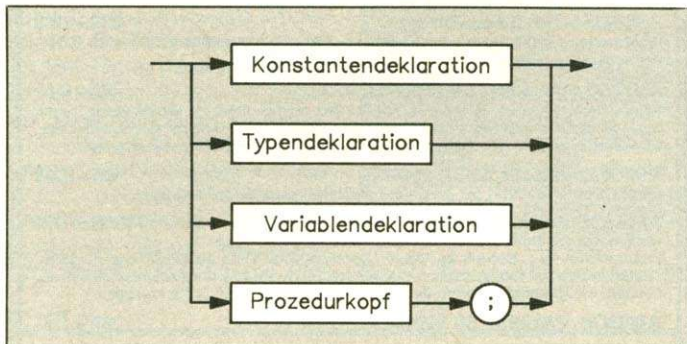 Konstantendeklaration
Typendeklaration
Variablendeklaration
Prozedurkopf ;